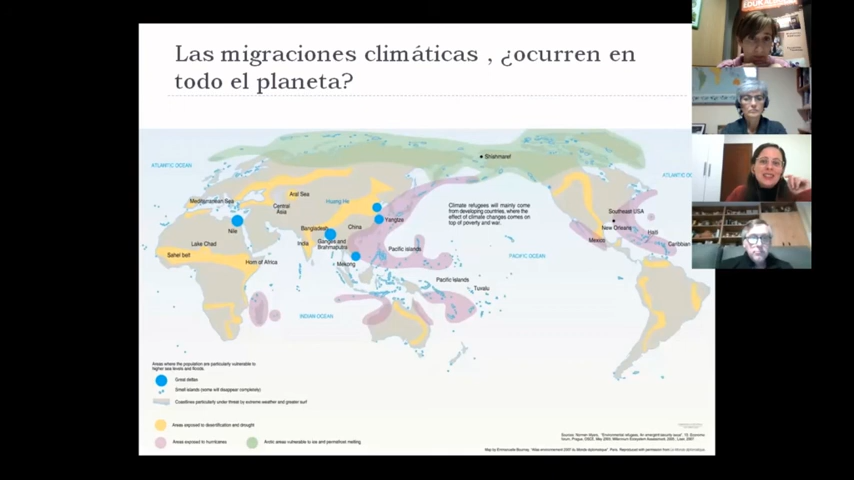 EDUKALBOAN
Las migraciones climáticas , ¿ocurren en
todo el planeta?
ATLANTIC OCEAN
Shishmaref
ATLANTIC OC
Mediterranean Sea
Aral Sea
Central
Asia
Huang He
Climate refugees will mainly come
from developing countries, where the
effect of climate changes comes on
top of poverty and war.
Southeast USA
New Orleans
Yangtze
Nile
Bangladesh
China
Lake Chad
India
Ganges and
Brahmaputra
Mexico
Haiti
Caribbean
Sahel belt
Horn of Africa
Mekong
Pacific islands
PACIFIC OCEAN
Pacific Islands
Tuvalu
INDIAN OCEAN
Areas where the population are particularly vulnerable to
higher sea levels and floods.
Great deltas
Small islands (some will disappear completely)
Coastlines particularly under threat by extreme weather and greater surf
Areas exposed to desertification and drought
Areas exposed to hurricanes
Arctic areas vulnerable to ice and permafrost melting